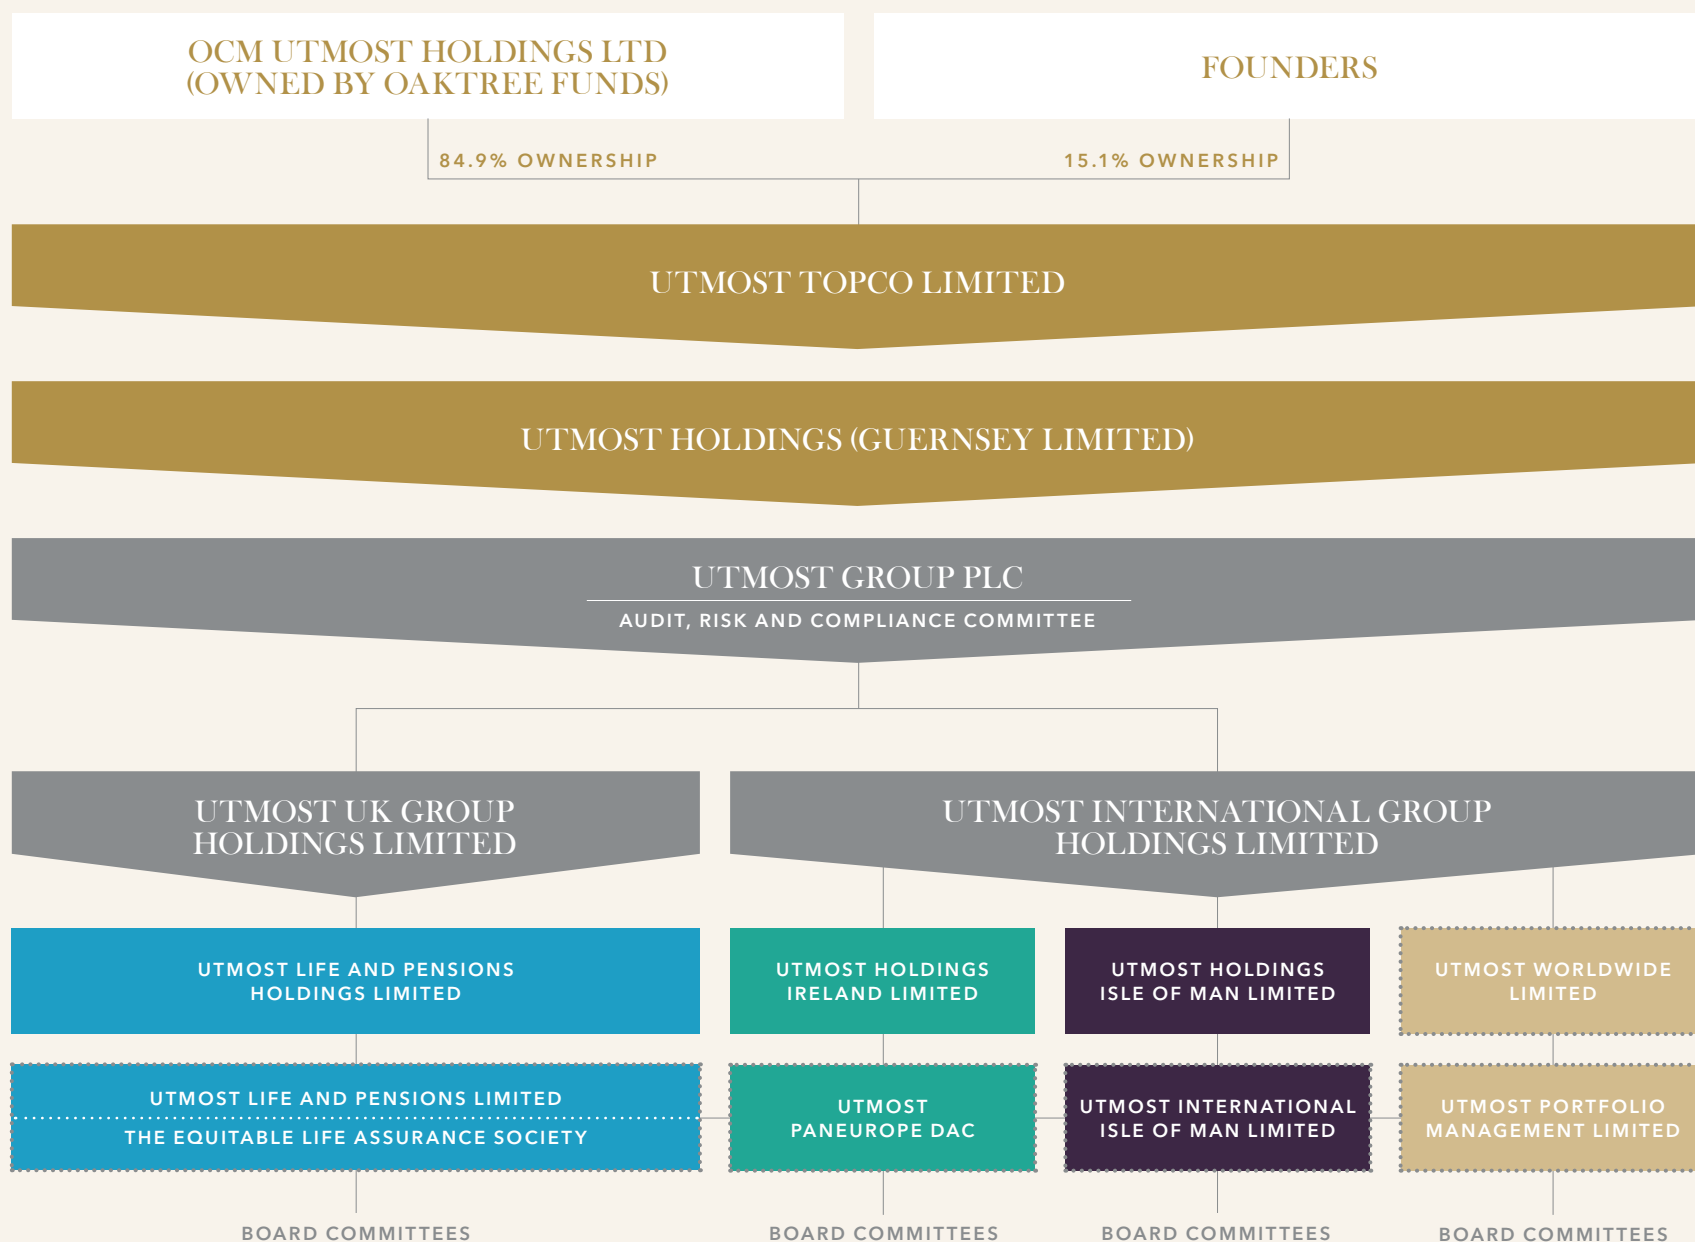 OCM UTMOST HOLDINGS LTD
(OWNED BY OAKTREE FUNDS)
FOUNDERS
84.9% OWNERSHIP
15.1% OWNERSHIP
UTMOST TOPCO LIMITED
UTMOST HOLDINGS (GUERNSEY LIMITED)
UTMOST GROUP PLC
AUDIT, RISK AND COMPLIANCE COMMITTEE
UTMOST UK GROUP
HOLDINGS LIMITED
UTMOST INTERNATIONAL GROUP
HOLDINGS LIMITED
UTMOST LIFE AND PENSIONS
HOLDINGS LIMITED
UTMOST HOLDINGS
IRELAND LIMITED
UTMOST HOLDINGS
ISLE OF MAN LIMITED
UTMOST WORLDWIDE
LIMITED
UTMOST LIFE AND PENSIONS LIMITED
THE EQUITABLE LIFE ASSURANCE SOCIETY
UTMOST
PANEUROPE DAC
UTMOST INTERNATIONAL
ISLE OF MAN LIMITED
UTMOST PORTFOLIO
MANAGEMENT LIMITED
BOARD COMMITTEES
BOARD COMMITTEES
BOARD COMMITTEES
BOARD COMMITTEES